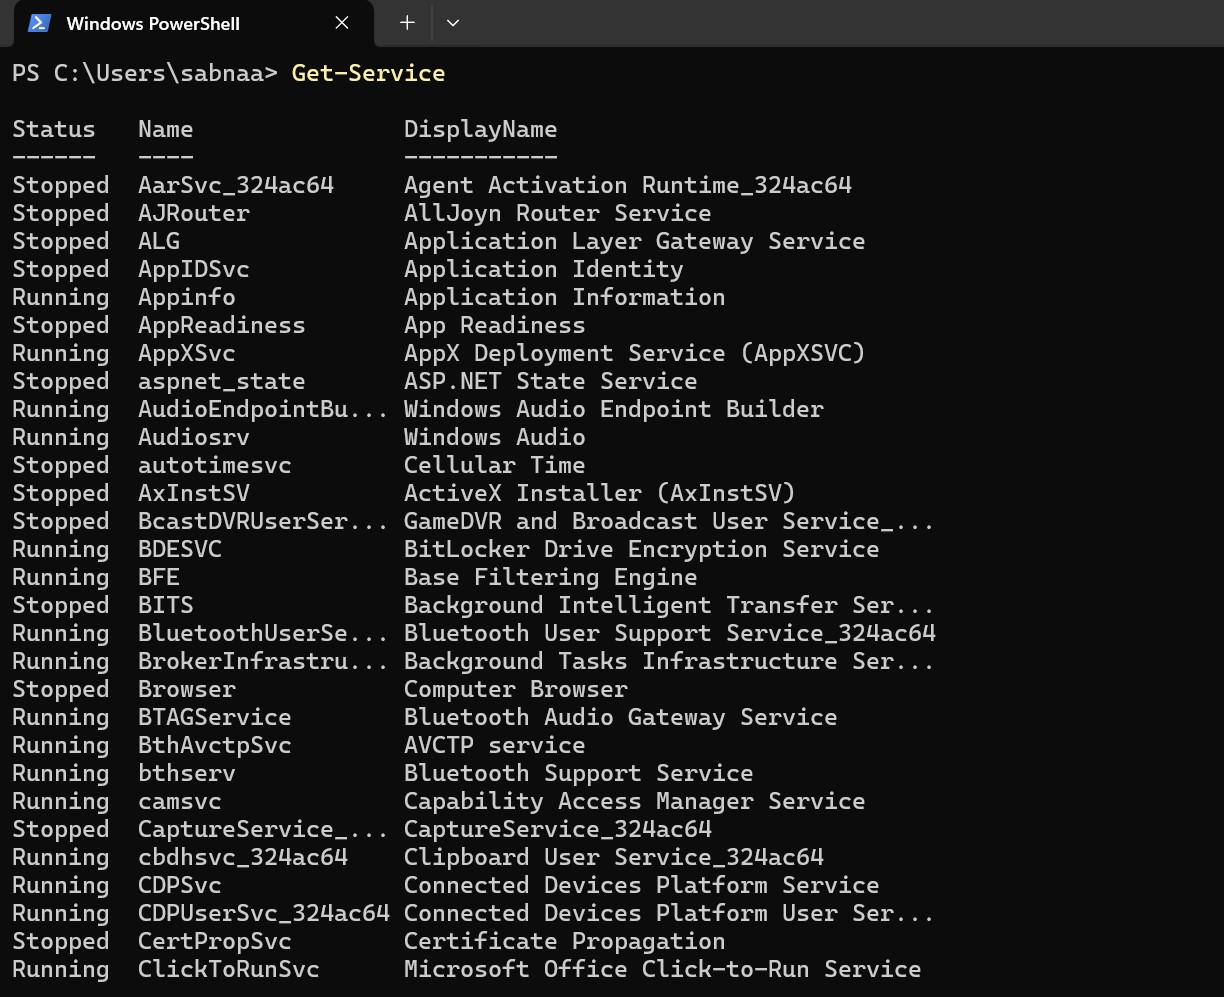 Windows PowerShell
PS C:\Users\sabnaa> Get-Service
Status Name DisplayName
------ ---- -----------
Stopped AarSvc_324ac64 Agent Activation Runtime_324ac64
Stopped AJRouter AllJoyn Router Service
Stopped ALG Application Layer Gateway Service
Stopped AppIDSvc Application Identity
Running Appinfo Application Information
Stopped AppReadiness App Readiness
Running AppXSvc AppX Deployment Service (AppXSVC)
Stopped aspnet_state ASP.NET State Service
Running AudioEndpointBu... Windows Audio Endpoint Builder
Running Audiosrv Windows Audio
Stopped autotimesvc Cellular Time
Stopped AxInstSV ActiveX Installer (AxInstSV)
Stopped BcastDVRUserSer... GameDVR and Broadcast User Service_...
Running BDESVC BitLocker Drive Encryption Service
Running BFE Base Filtering Engine
Stopped BITS Background Intelligent Transfer Ser...
Running BluetoothUserSe... Bluetooth User Support Service_324ac64
Running BrokerInfrastru... Background Tasks Infrastructure Ser...
Stopped Browser Computer Browser
Running BTAGService Bluetooth Audio Gateway Service
Running BthAvctpSvc AVCTP service
Running bthserv Bluetooth Support Service
Running camsvc Capability Access Manager Service
Stopped CaptureService_... CaptureService_324ac64
Running cbdhsvc_324ac64 Clipboard User Service_324ac64
Running CDPSvc Connected Devices Platform Service
Running CDPUserSvc_324ac64 Connected Devices Platform User Ser...
Stopped CertPropSvc Certificate Propagation
Running ClickToRunSvc Microsoft Office Click-to-Run Service